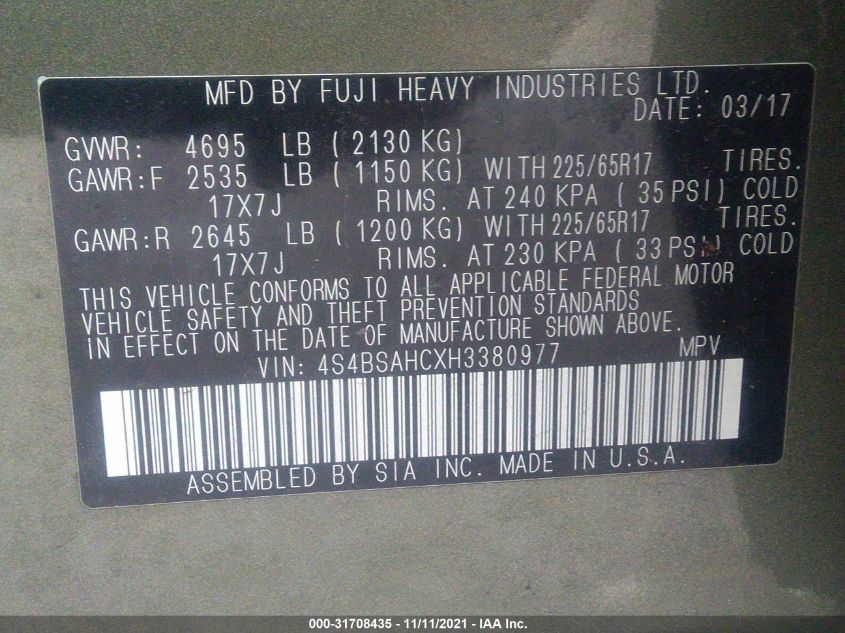 MFD BY FUJI HEAVY INDUSTRIES LTD.
DATE: 03/17
GVWR: 4695 LB ( 2130 KG)
GAWR:F 2535 LB ( 1150 KG) WITH 225/65R17 TIRES.
17X7J RIMS. AT 240 KPA ( 35 PSI) COLD
GAWR:R 2645 LB ( 1200 KG) WITH 225/65R17 TIRES.
17X7J RIMS. AT 230 KPA ( 33 PSI) COLD
THIS VEHICLE CONFORMS TO ALL APPLICABLE FEDERAL MOTOR
VEHICLE SAFETY AND THEFT PREVENTION STANDARDS
IN EFFECT ON THE DATE OF MANUFACTURE SHOWN ABOVE.
VIN: 4S4BSAHCXH3380977 MPV
ASSEMBLED BY SIA INC. MADE IN U.S.A.
000-31708435 - 11/11/2021 - IAA Inc.